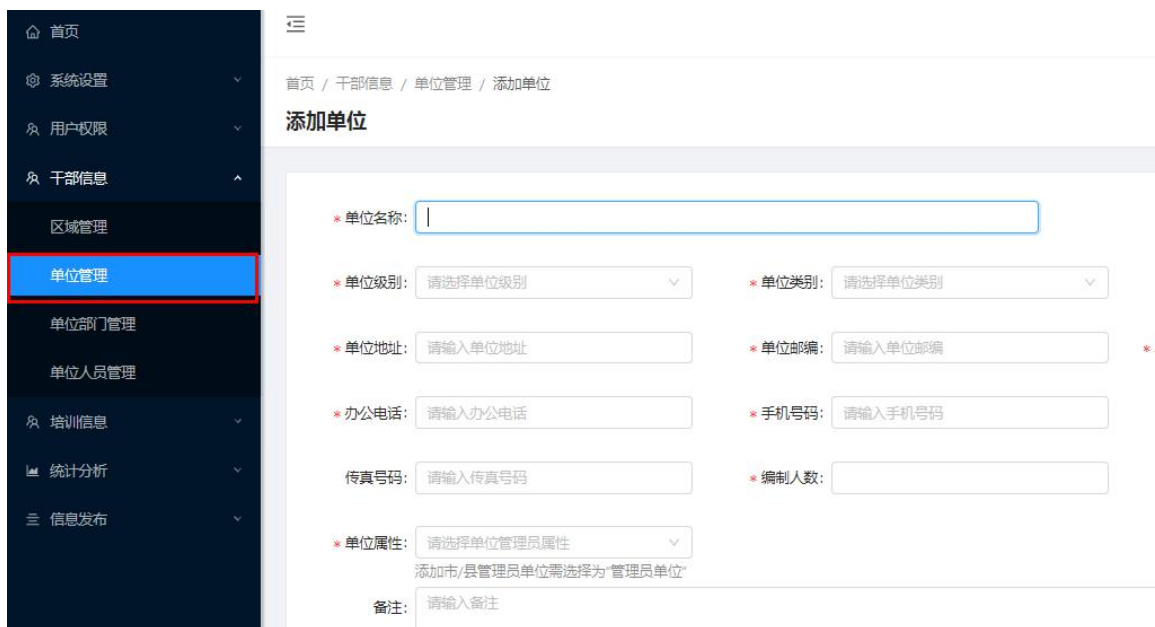 首页
系统设置
用户权限
干部信息
区域管理
单位管理
单位部门管理
单位人员管理
培训信息
统计分析
信息发布
首页 / 干部信息 / 单位管理 / 添加单位
添加单位
* 单位名称:
* 单位级别: 请选择单位级别 * 单位类别: 请选择单位类别
* 单位地址: 请输入单位地址 * 单位邮编: 请输入单位邮编 *
* 办公电话: 请输入办公电话 * 手机号码: 请输入手机号码
传真号码: 请输入传真号码 * 编制人数:
* 单位属性: 请选择单位管理员属性
添加市/县管理员单位需选择为“管理员单位”
备注: 请输入备注